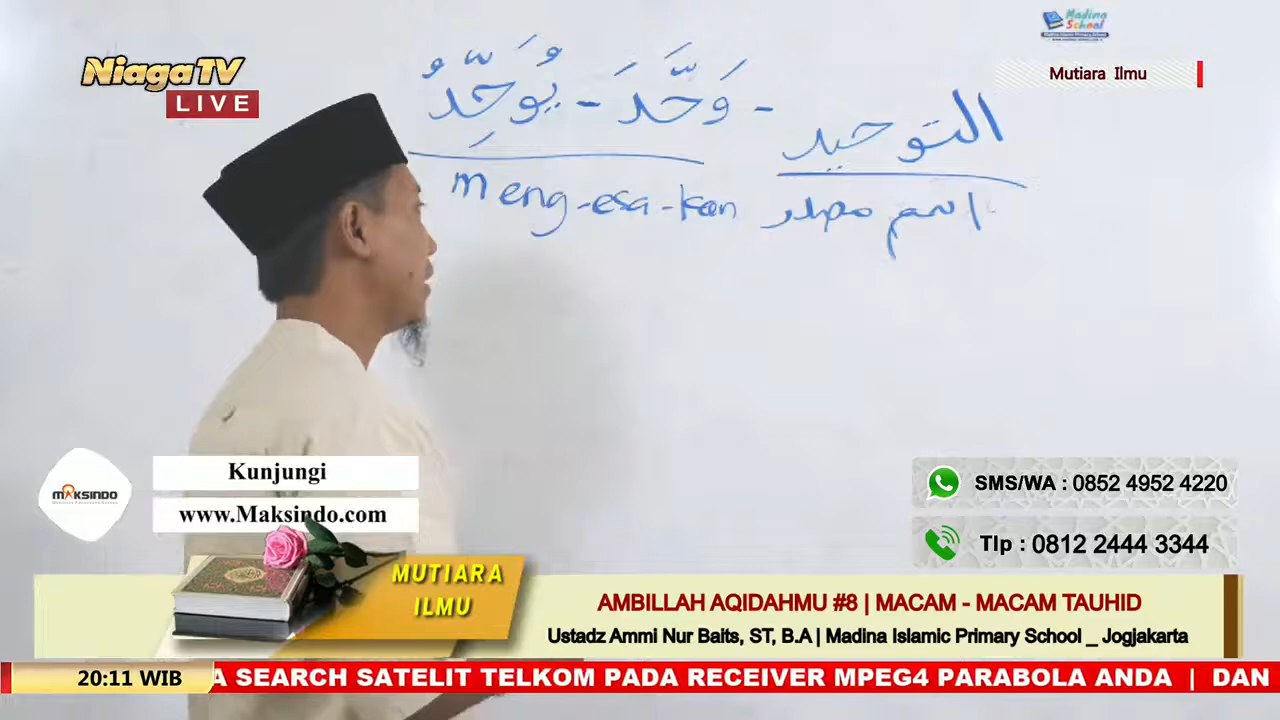 Madina School
NiagaTV
LIVE
Mutiara Ilmu
التوحيد - وَحَّدَ - يُوَحِّدُ
meng-esa-kan
اسم مصدر
Kunjungi
MAKSINDO
www.Maksindo.com
SMS/WA : 0852 4952 4220
Tlp : 0812 2444 3344
MUTIARA
ILMU
AMBILLAH AQIDAHMU #8 | MACAM - MACAM TAUHID
Ustadz Ammi Nur Baits, ST, B.A | Madina Islamic Primary School _ Jogjakarta
20:11 WIB
A SEARCH SATELIT TELKOM PADA RECEIVER MPEG4 PARABOLA ANDA | DAN